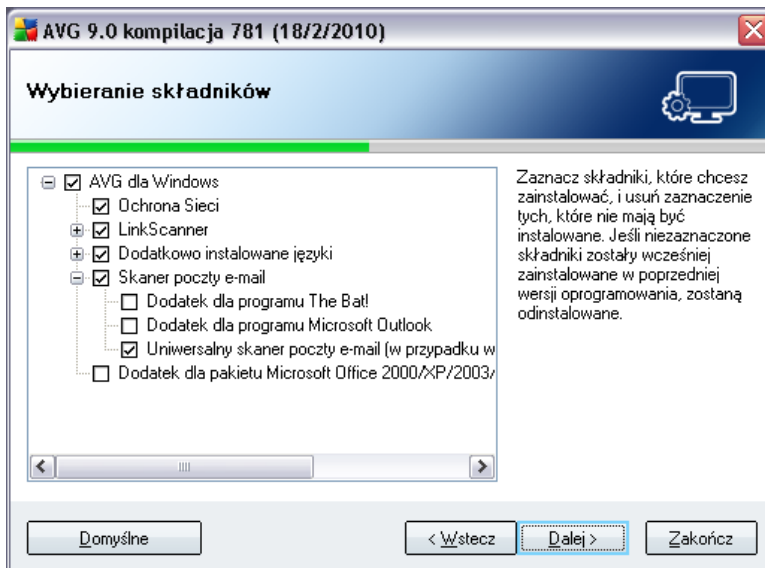 AVG 9.0 kompilacja 781 (18/2/2010)
Wybieranie składników
AVG dla Windows
Ochrona Sieci
LinkScanner
Dodatkowo instalowane języki
Skaner poczty e-mail
Dodatek dla programu The Bat!
Dodatek dla programu Microsoft Outlook
Uniwersalny skaner poczty e-mail (w przypadku w
Dodatek dla pakietu Microsoft Office 2000/XP/2003/
Zaznacz składniki, które chcesz
zainstalować, i usuń zaznaczenie
tych, które nie mają być
instalowane. Jeśli niezaznaczone
składniki zostały wcześniej
zainstalowane w poprzedniej
wersji oprogramowania, zostaną
odinstalowane.
Domyślne
< Wstecz
Dalej >
Zakończ